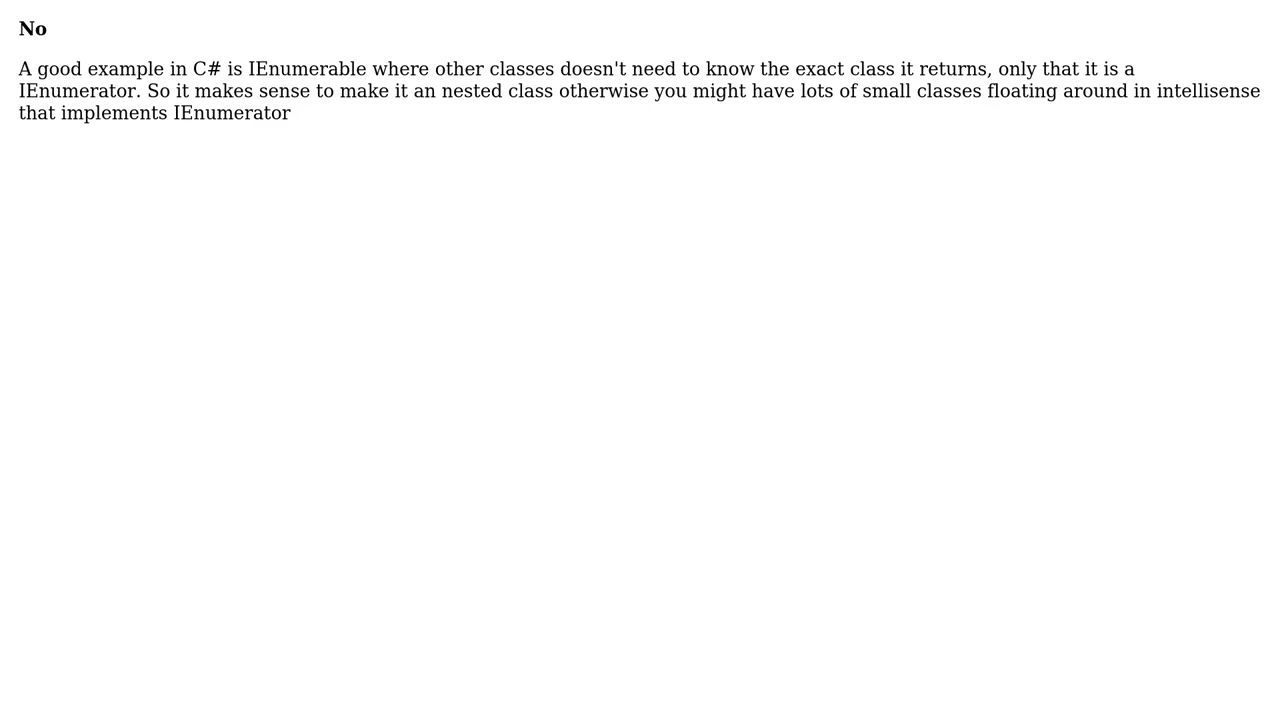 No
A good example in C# is IEnumerable where other classes doesn't need to know the exact class it returns, only that it is a
IEnumerator. So it makes sense to make it an nested class otherwise you might have lots of small classes floating around in intellisense
that implements IEnumerator